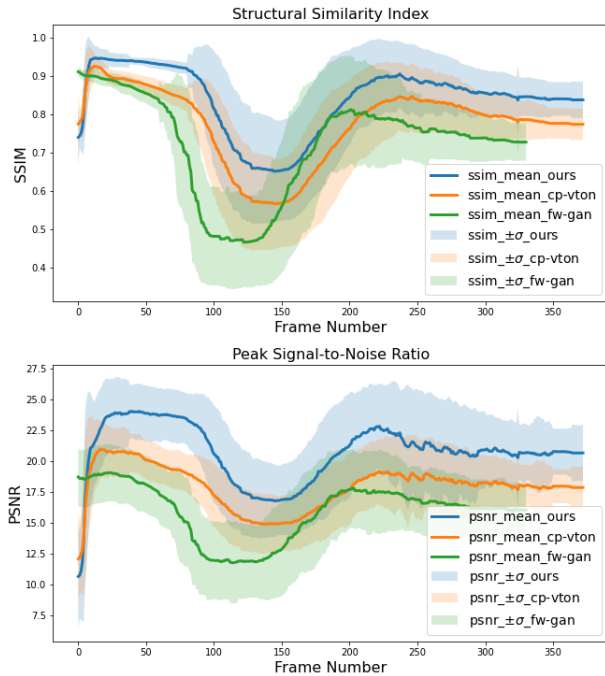 Structural Similarity Index
1.0
0.9
0.8
0.7
0.6
0.5
0.4
SSIM
ssim_mean_ours
ssim_mean_cp-vton
ssim_mean_fw-gan
ssim_±σ_ours
ssim_±σ_cp-vton
ssim_±σ_fw-gan
0 50 100 150 200 250 300 350
Frame Number
Peak Signal-to-Noise Ratio
27.5
25.0
22.5
20.0
17.5
15.0
12.5
10.0
7.5
PSNR
psnr_mean_ours
psnr_mean_cp-vton
psnr_mean_fw-gan
psnr_±σ_ours
psnr_±σ_cp-vton
psnr_±σ_fw-gan
0 50 100 150 200 250 300 350
Frame Number